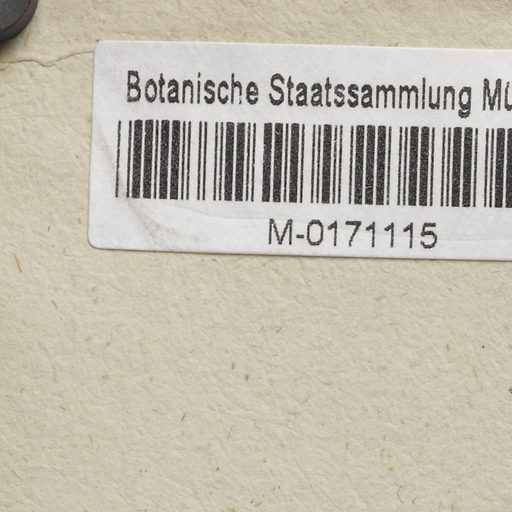 Botanische Staatssammlung Mü
M-0171115